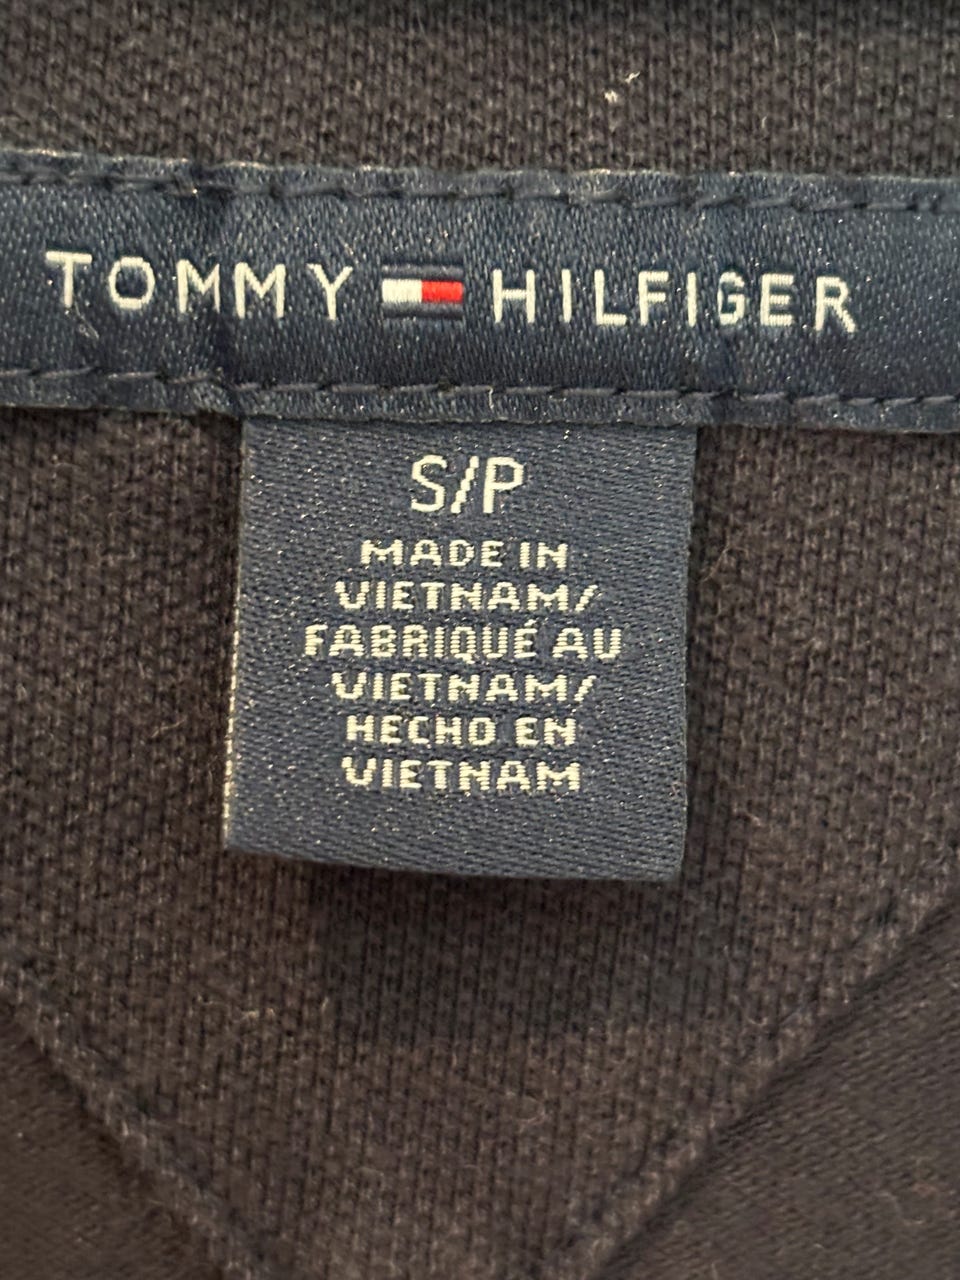 TOMMY HILFIGER
S/P
MADE IN
VIETNAM/
FABRIQUÉ AU
VIETNAM/
HECHO EN
VIETNAM